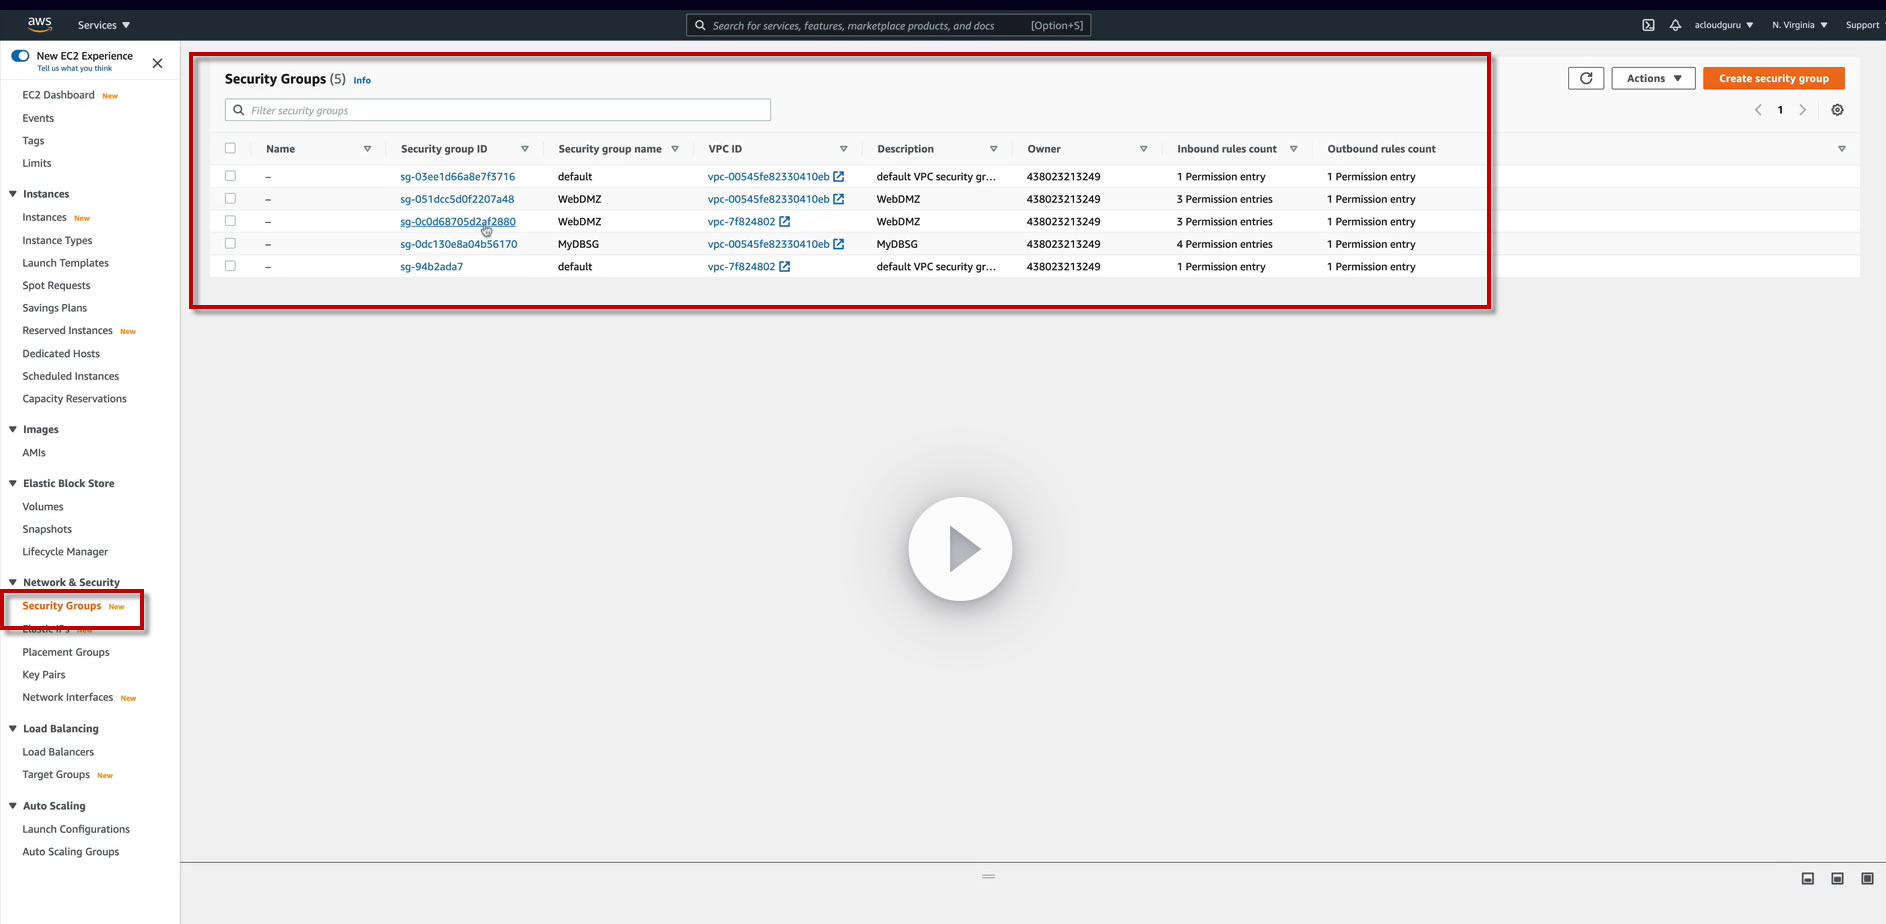 aws
Services
Search for services, features, marketplace products, and docs
[Option+S]
acloudguru
N. Virginia
Support
New EC2 Experience
Tell us what you think
EC2 Dashboard New
Events
Tags
Limits
Instances
Instances New
Instance Types
Launch Templates
Spot Requests
Savings Plans
Reserved Instances New
Dedicated Hosts
Scheduled Instances
Capacity Reservations
Images
AMIs
Elastic Block Store
Volumes
Snapshots
Lifecycle Manager
Network & Security
Security Groups New
Elastic IPs New
Placement Groups
Key Pairs
Network Interfaces New
Load Balancing
Load Balancers
Target Groups New
Auto Scaling
Launch Configurations
Auto Scaling Groups
Security Groups (5) Info
Actions
Create security group
Filter security groups
1
Name Security group ID Security group name VPC ID Description Owner Inbound rules count Outbound rules count
– sg-03ee1d66a8e7f3716 default vpc-00545fe82330410eb default VPC security gr... 438023213249 1 Permission entry 1 Permission entry
– sg-051dcc5d0f2207a48 WebDMZ vpc-00545fe82330410eb WebDMZ 438023213249 3 Permission entries 1 Permission entry
– sg-0c0d68705d2af2880 WebDMZ vpc-7f824802 WebDMZ 438023213249 3 Permission entries 1 Permission entry
– sg-0dc130e8a04b56170 MyDBSG vpc-00545fe82330410eb MyDBSG 438023213249 4 Permission entries 1 Permission entry
– sg-94b2ada7 default vpc-7f824802 default VPC security gr... 438023213249 1 Permission entry 1 Permission entry